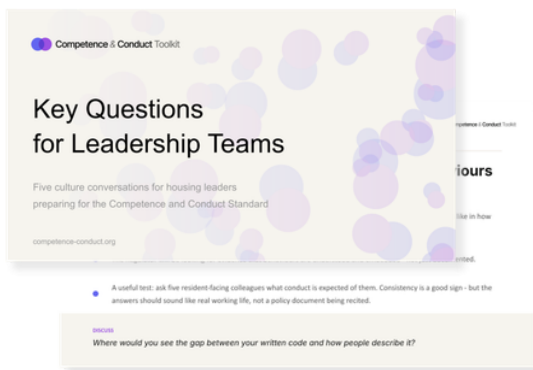 Competence & Conduct Toolkit
Key Questions
for Leadership Teams
Five culture conversations for housing leaders
preparing for the Competence and Conduct Standard
competence-conduct.org
Competence & Conduct Toolkit
iours
like in how
ented.
A useful test: ask five resident-facing colleagues what conduct is expected of them. Consistency is a good sign - but the
answers should sound like real working life, not a policy document being recited.
DISCUSS
Where would you see the gap between your written code and how people describe it?